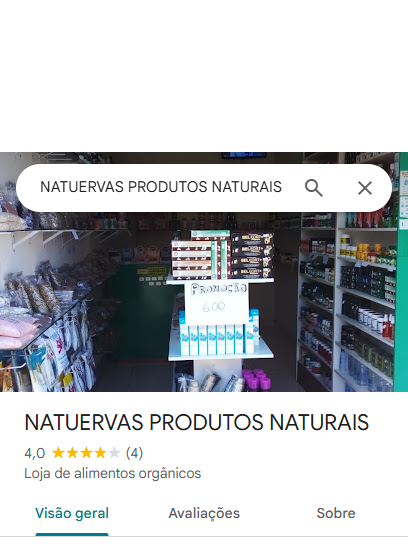 NATUERVAS PRODUTOS NATURAIS
PROMOÇÃO
6,00
NATUERVAS PRODUTOS NATURAIS
4,0 (4)
Loja de alimentos orgânicos
Visão geral Avaliações Sobre